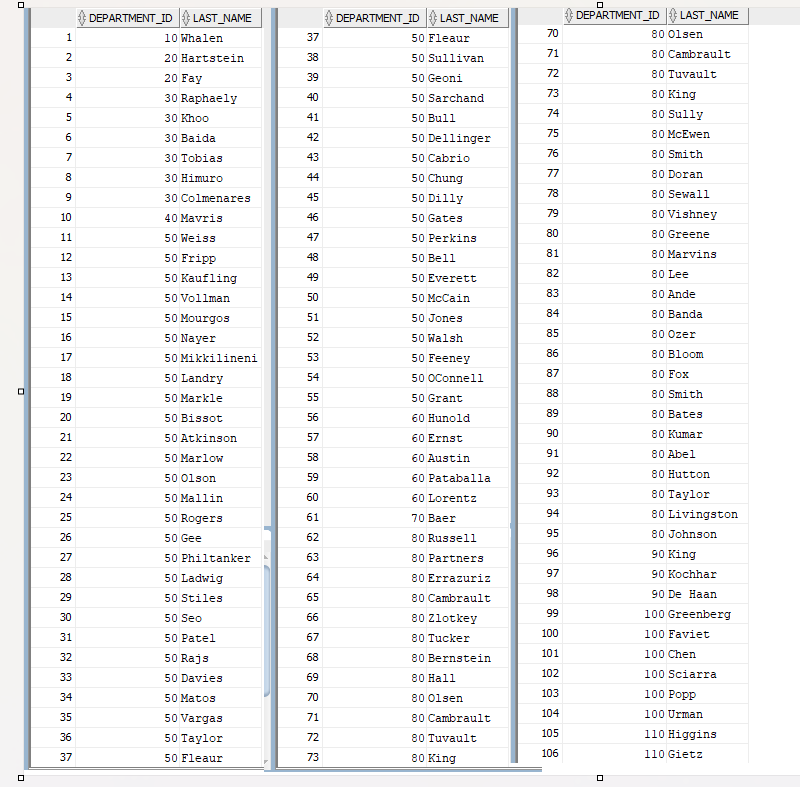 DEPARTMENT_ID LAST_NAME
1 10 Whalen
2 20 Hartstein
3 20 Fay
4 30 Raphaely
5 30 Khoo
6 30 Baida
7 30 Tobias
8 30 Himuro
9 30 Colmenares
10 40 Mavris
11 50 Weiss
12 50 Fripp
13 50 Kaufling
14 50 Vollman
15 50 Mourgos
16 50 Nayer
17 50 Mikkilineni
18 50 Landry
19 50 Markle
20 50 Bissot
21 50 Atkinson
22 50 Marlow
23 50 Olson
24 50 Mallin
25 50 Rogers
26 50 Gee
27 50 Philtanker
28 50 Ladwig
29 50 Stiles
30 50 Seo
31 50 Patel
32 50 Rajs
33 50 Davies
34 50 Matos
35 50 Vargas
36 50 Taylor
37 50 Fleaur
DEPARTMENT_ID LAST_NAME
37 50 Fleaur
38 50 Sullivan
39 50 Geoni
40 50 Sarchand
41 50 Bull
42 50 Dellinger
43 50 Cabrio
44 50 Chung
45 50 Dilly
46 50 Gates
47 50 Perkins
48 50 Bell
49 50 Everett
50 50 McCain
51 50 Jones
52 50 Walsh
53 50 Feeney
54 50 OConnell
55 50 Grant
56 60 Hunold
57 60 Ernst
58 60 Austin
59 60 Pataballa
60 60 Lorentz
61 70 Baer
62 80 Russell
63 80 Partners
64 80 Errazuriz
65 80 Cambrault
66 80 Zlotkey
67 80 Tucker
68 80 Bernstein
69 80 Hall
70 80 Olsen
71 80 Cambrault
72 80 Tuvault
73 80 King
DEPARTMENT_ID LAST_NAME
70 80 Olsen
71 80 Cambrault
72 80 Tuvault
73 80 King
74 80 Sully
75 80 McEwen
76 80 Smith
77 80 Doran
78 80 Sewall
79 80 Vishney
80 80 Greene
81 80 Marvins
82 80 Lee
83 80 Ande
84 80 Banda
85 80 Ozer
86 80 Bloom
87 80 Fox
88 80 Smith
89 80 Bates
90 80 Kumar
91 80 Abel
92 80 Hutton
93 80 Taylor
94 80 Livingston
95 80 Johnson
96 90 King
97 90 Kochhar
98 90 De Haan
99 100 Greenberg
100 100 Faviet
101 100 Chen
102 100 Sciarra
103 100 Popp
104 100 Urman
105 110 Higgins
106 110 Gietz